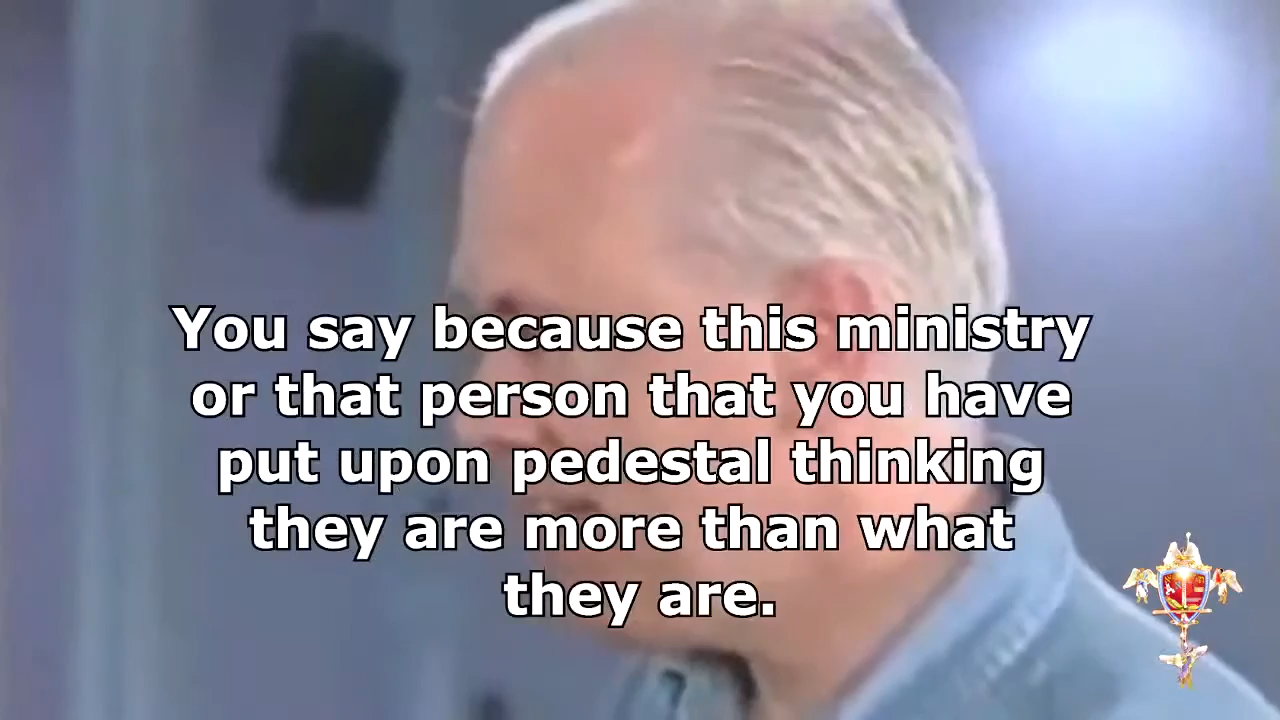 You say because this ministry
or that person that you have
put upon pedestal thinking
they are more than what
they are.